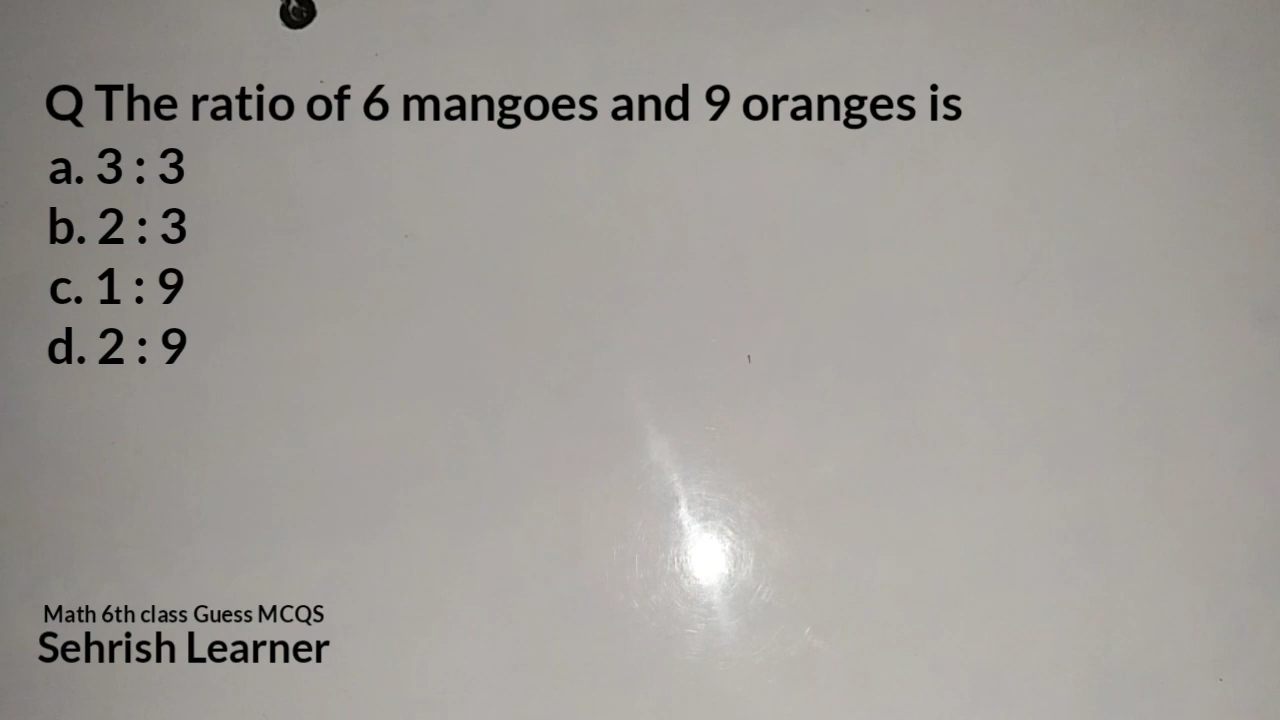 Q The ratio of 6 mangoes and 9 oranges is
a. 3 : 3
b. 2 : 3
c. 1 : 9
d. 2 : 9
Math 6th class Guess MCQS
Sehrish Learner